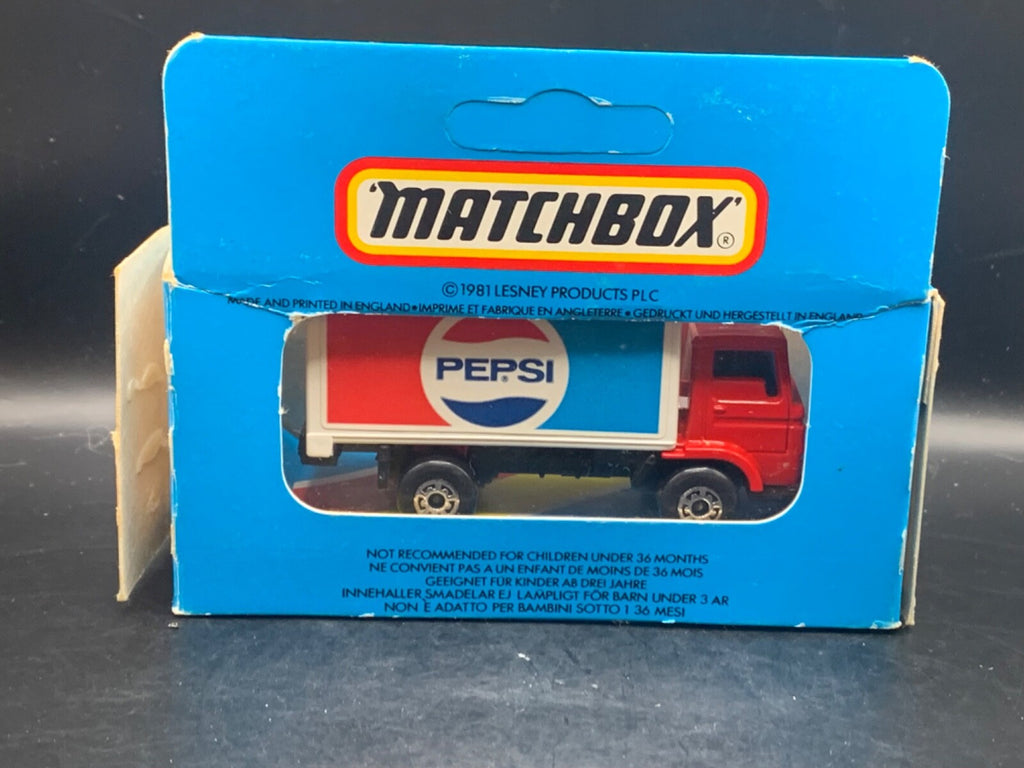 'MATCHBOX' ®
© 1981 LESNEY PRODUCTS PLC
MADE AND PRINTED IN ENGLAND • IMPRIME ET FABRIQUE EN ANGLETERRE • GEDRUCKT UND HERGESTELLT IN ENGLAND
PEPSI ®
NOT RECOMMENDED FOR CHILDREN UNDER 36 MONTHS
NE CONVIENT PAS A UN ENFANT DE MOINS DE 36 MOIS
GEEIGNET FÜR KINDER AB DREI JAHRE
INNEHALLER SMADELAR EJ LAMPLIGT FÖR BARN UNDER 3 AR
NON È ADATTO PER BAMBINI SOTTO I 36 MESI